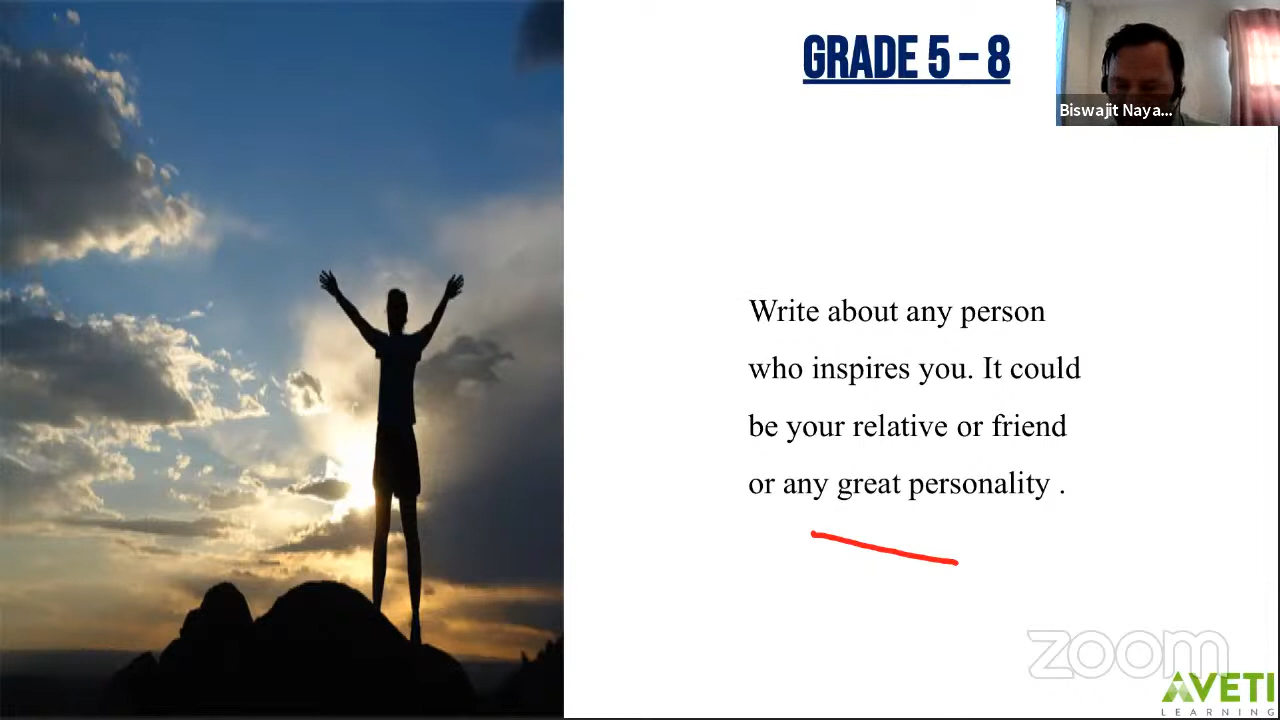 GRADE 5 – 8
Biswajit Naya...
Write about any person
who inspires you. It could
be your relative or friend
or any great personality .
zoom
AVETI
LEARNING